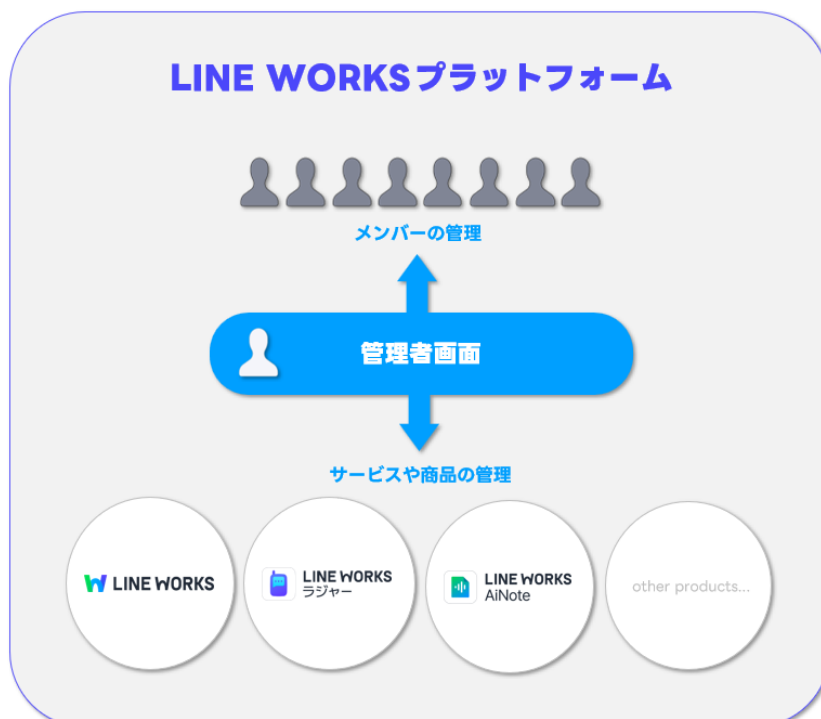 LINE WORKSプラットフォーム
メンバーの管理
管理者画面
サービスや商品の管理
LINE WORKS
LINE WORKS
ラジャー
LINE WORKS
AiNote
other products...